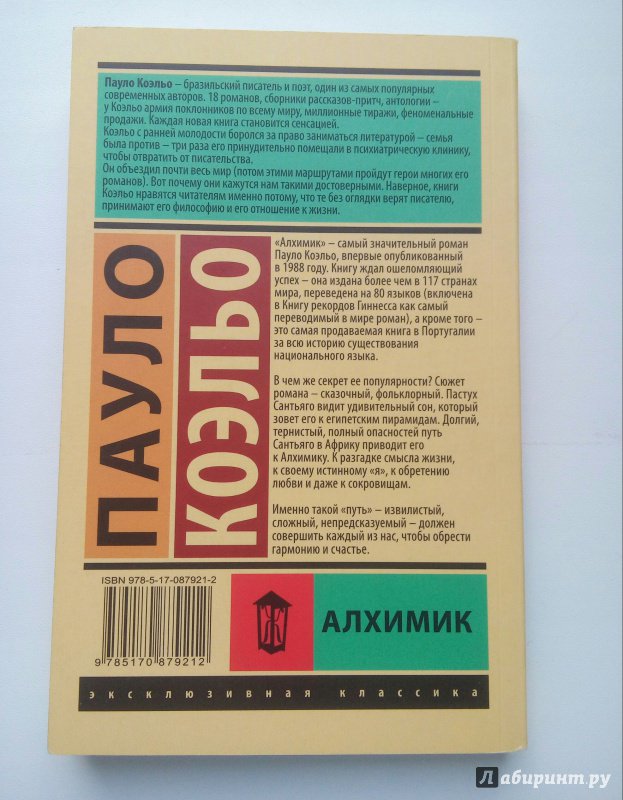 Пауло Коэльо – бразильский писатель и поэт, один из самых популярных
современных авторов. 18 романов, сборники рассказов-притч, антологии –
у Коэльо армия поклонников по всему миру, миллионные тиражи, феноменальные
продажи. Каждая новая книга становится сенсацией.
Коэльо с ранней молодости боролся за право заниматься литературой – семья
была против – три раза его принудительно помещали в психиатрическую клинику,
чтобы отвратить от писательства.
Он объездил почти весь мир (потом этими маршрутами пройдут герои многих его
романов). Вот почему они кажутся нам такими достоверными. Наверное, книги
Коэльо нравятся читателям именно потому, что те без оглядки верят писателю,
принимают его философию и его отношение к жизни.
ПАУЛО
КОЭЛЬО
«Алхимик» – самый значительный роман
Пауло Коэльо, впервые опубликованный
в 1988 году. Книгу ждал ошеломляющий
успех – она издана более чем в 117 странах
мира, переведена на 80 языков (включена
в Книгу рекордов Гиннесса как самый
переводимый в мире роман), а кроме того –
это самая продаваемая книга в Португалии
за всю историю существования
национального языка.
В чем же секрет ее популярности? Сюжет
романа – сказочный, фольклорный. Пастух
Сантьяго видит удивительный сон, который
зовет его к египетским пирамидам. Долгий,
тернистый, полный опасностей путь
Сантьяго в Африку приводит его
к Алхимику. К разгадке смысла жизни,
к своему истинному «я», к обретению
любви и даже к сокровищам.
Именно такой «путь» – извилистый,
сложный, непредсказуемый – должен
совершить каждый из нас, чтобы обрести
гармонию и счастье.
ISBN 978-5-17-087921-2
9 785170 879212
Ж
АЛХИМИК
эксклюзивная классика
Лабиринт.ру